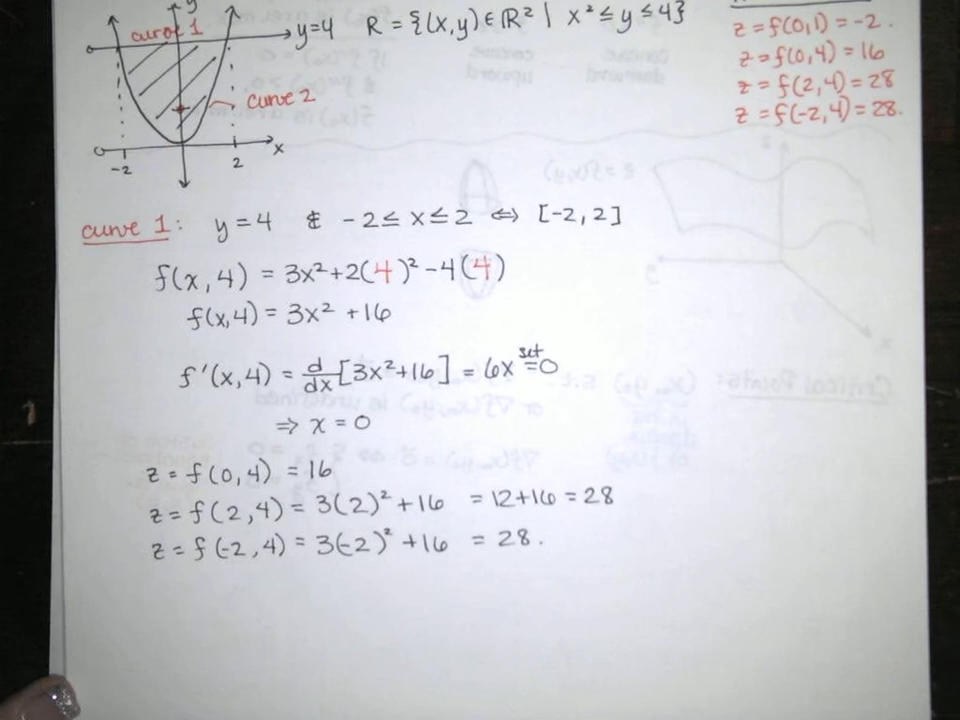 y
curve 1
y=4 R = {(x,y) ∈ ℝ² | x² ≤ y ≤ 4}
curve 2
x
-2
2
z = f(0,1) = -2.
z = f(0,4) = 16
z = f(2,4) = 28
z = f(-2,4) = 28.
curve 1: y = 4 & -2 ≤ x ≤ 2 ⇔ [-2, 2]
f(x, 4) = 3x² + 2(4)² - 4(4)
f(x,4) = 3x² + 16
f'(x,4) = d/dx [3x² + 16] = 6x set = 0
⇒ x = 0
z = f(0,4) = 16
z = f(2,4) = 3(2)² + 16 = 12+16 = 28
z = f(-2,4) = 3(-2)² + 16 = 28.